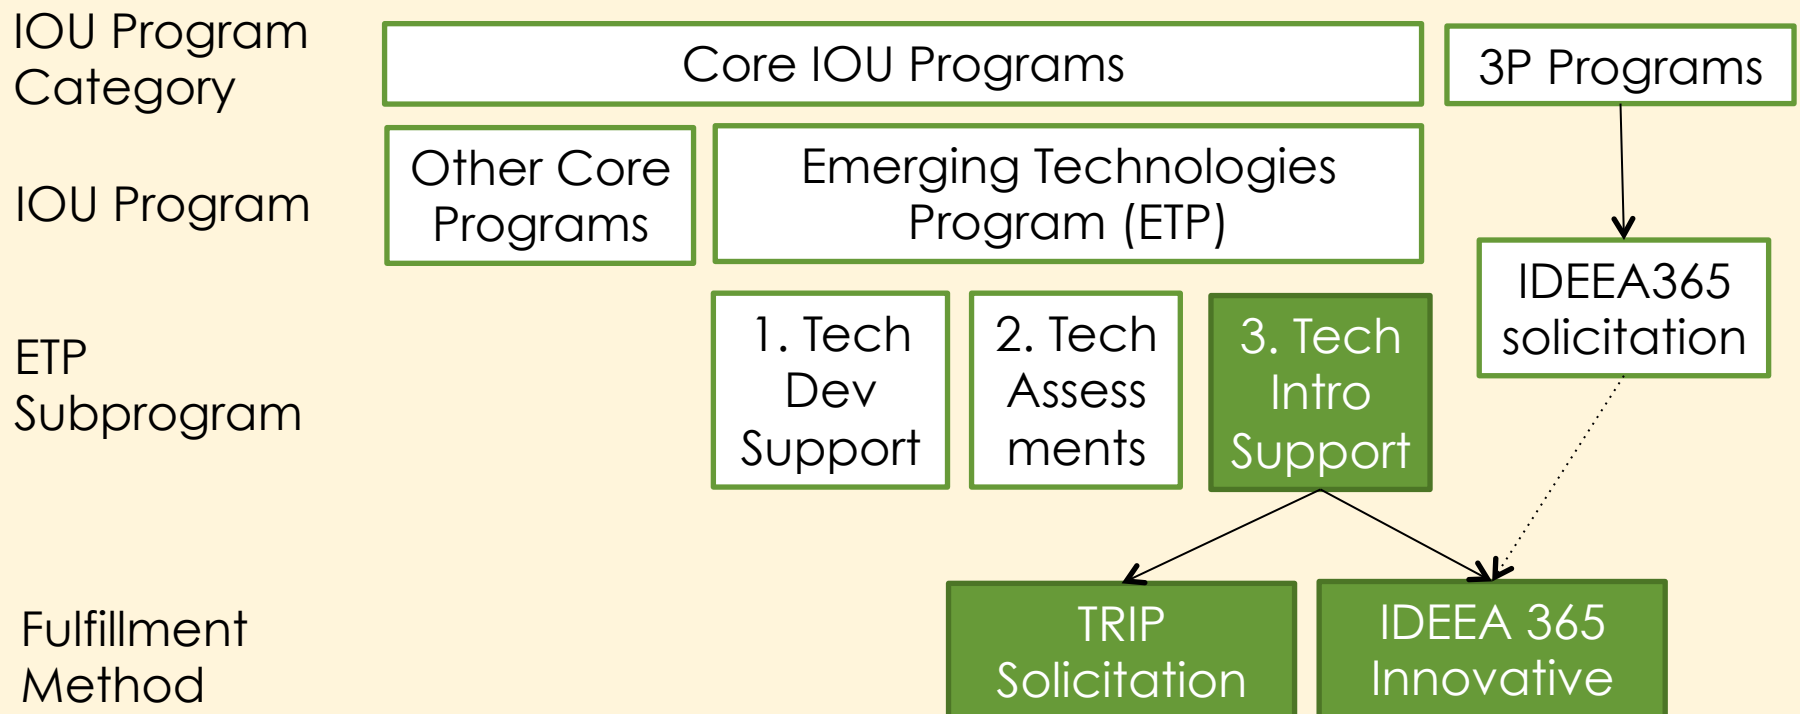 IOU Program
Category
Core IOU Programs
3P Programs
IOU Program
Other Core
Programs
Emerging Technologies
Program (ETP)
IDEEA365
solicitation
ETP
Subprogram
1. Tech
Dev
Support
2. Tech
Assess
ments
3. Tech
Intro
Support
Fulfillment
Method
TRIP
Solicitation
IDEEA 365
Innovative